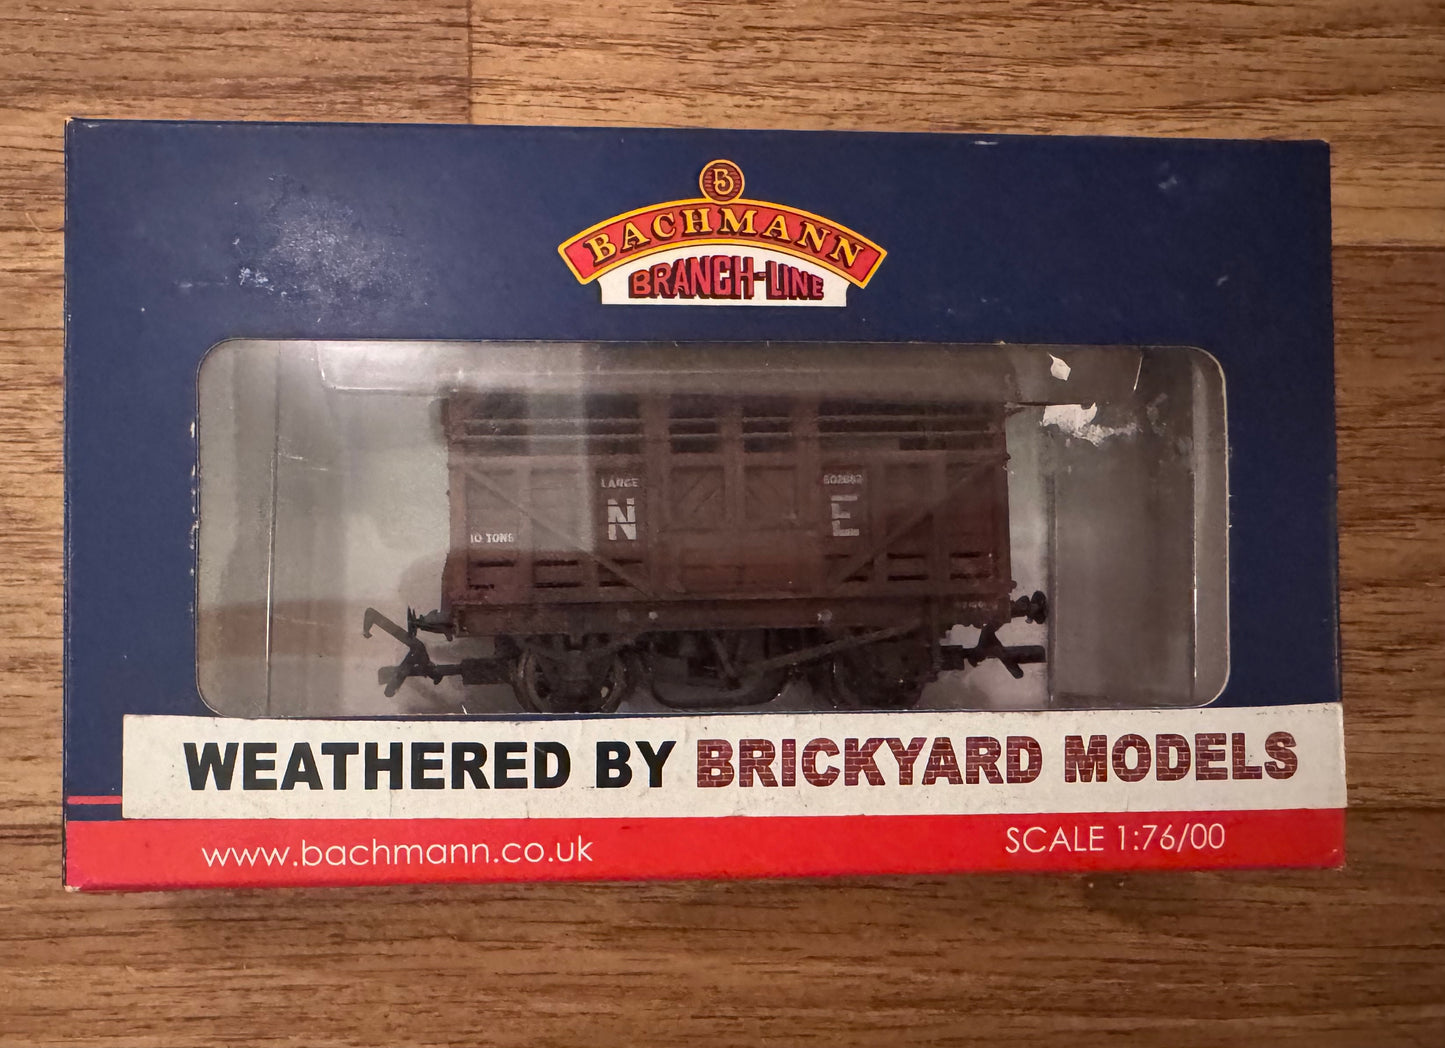 B
BACHMANN
BRANCH-LINE
LARGE
N E
10 TONS
WEATHERED BY BRICKYARD MODELS
www.bachmann.co.uk
SCALE 1:76/00